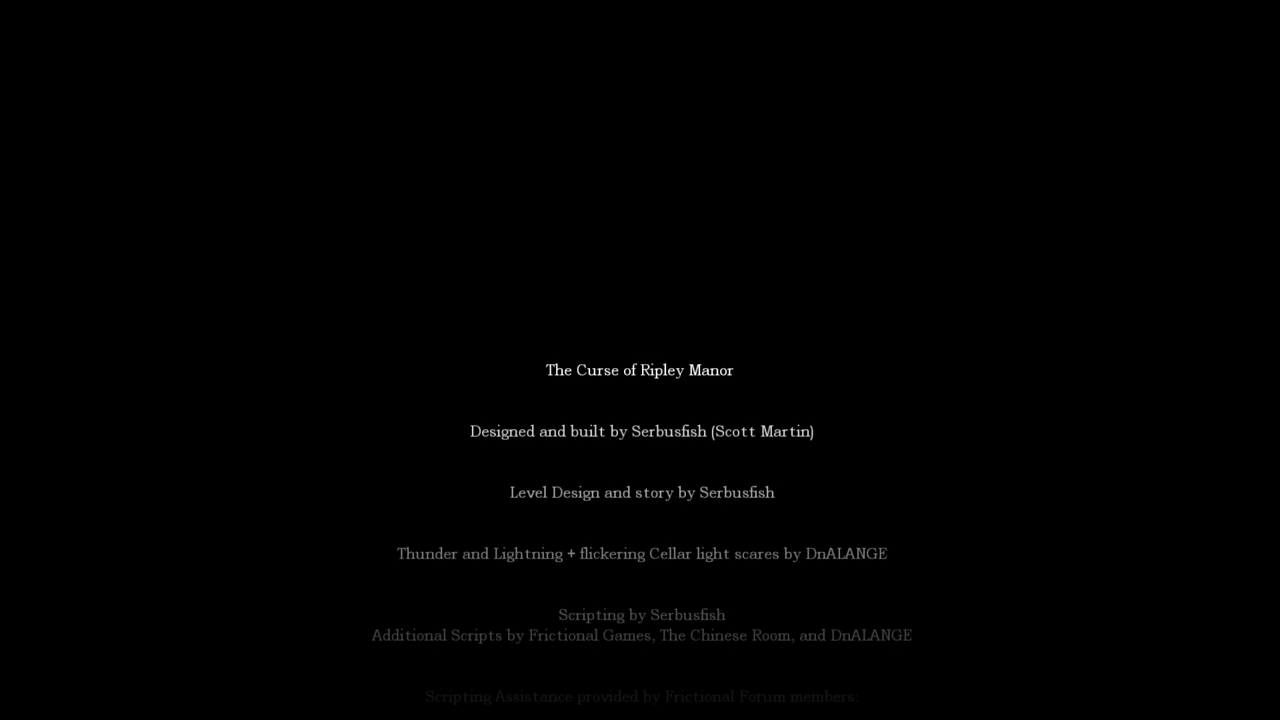 The Curse of Ripley Manor
Designed and built by Serbusfish (Scott Martin)
Level Design and story by Serbusfish
Thunder and Lightning + flickering Cellar light scares by DnALANGE
Scripting by Serbusfish
Additional Scripts by Frictional Games, The Chinese Room, and DnALANGE
Scripting Assistance provided by Frictional Forum members: